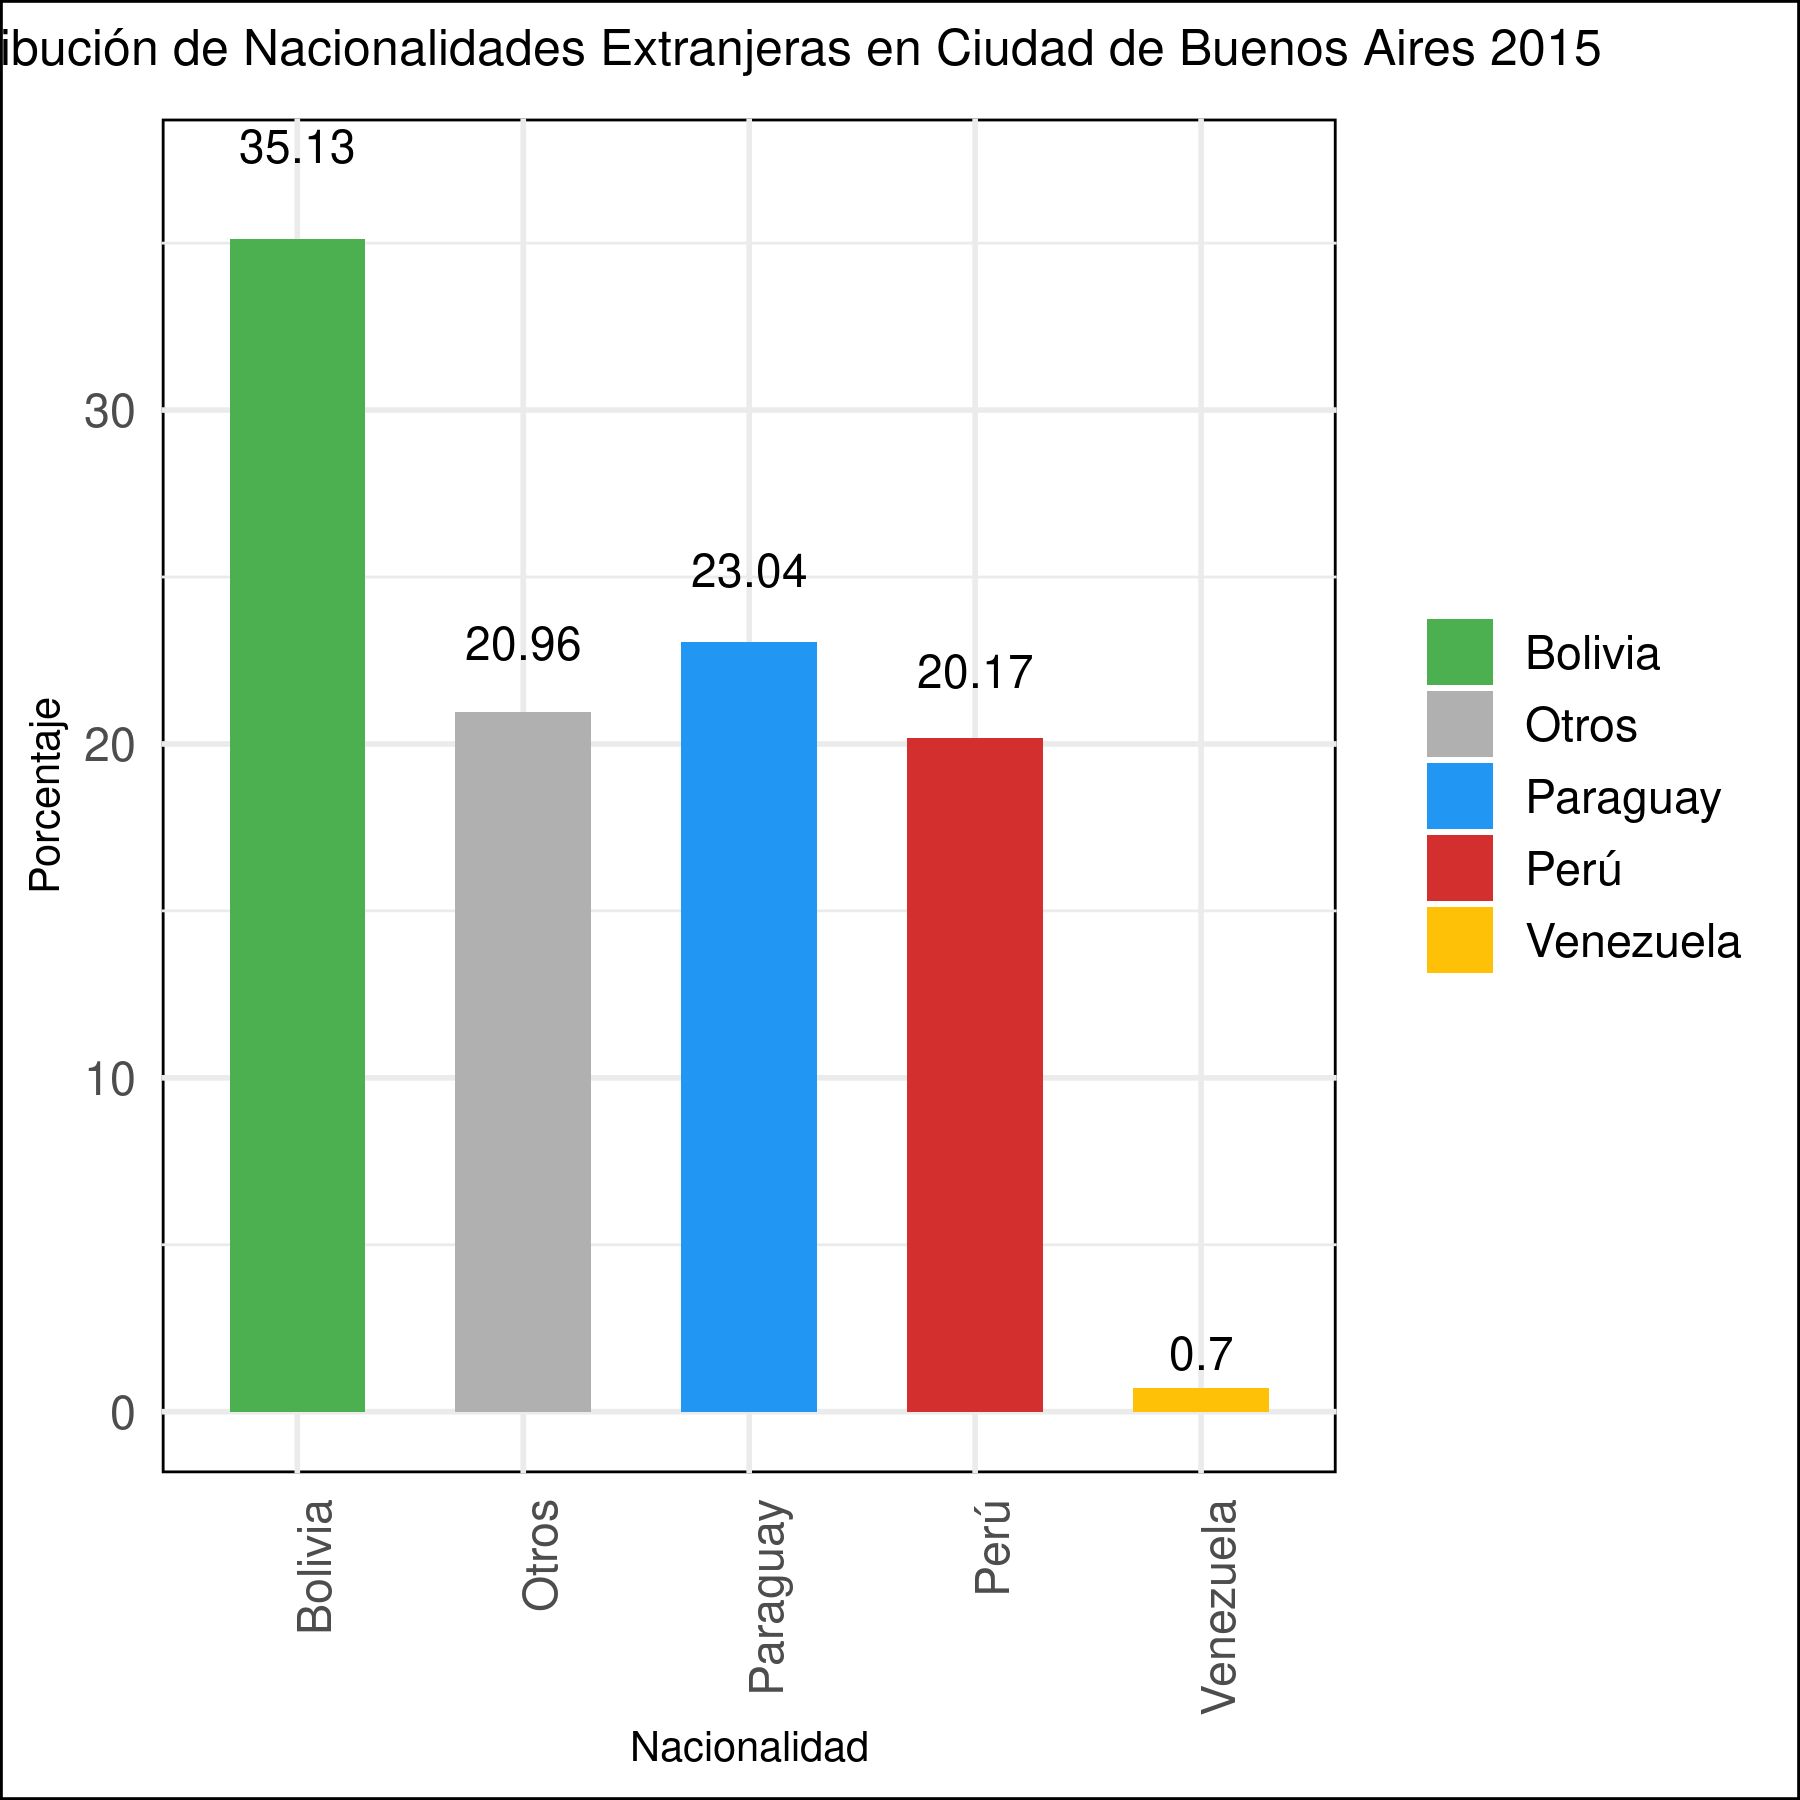 ibución de Nacionalidades Extranjeras en Ciudad de Buenos Aires 2015
35.13
23.04
20.96
20.17
0.7
30
20
10
0
Porcentaje
Bolivia
Otros
Paraguay
Perú
Venezuela
Nacionalidad
Bolivia
Otros
Paraguay
Perú
Venezuela